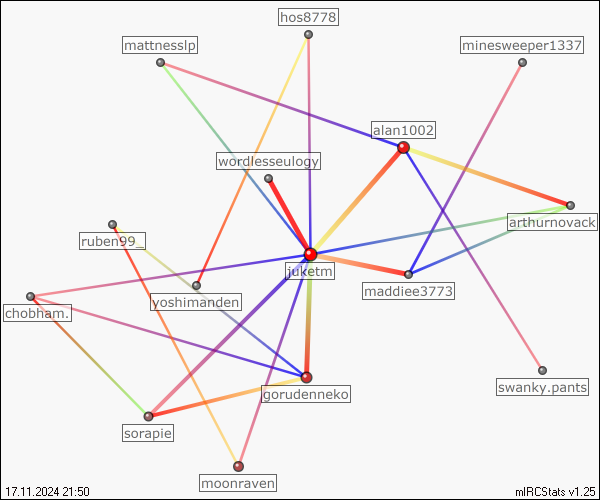 hos8778
mattnesslp
minesweeper1337
alan1002
wordlesseulogy
arthurnovack
ruben99_
juketm
maddiee3773
yoshimanden
chobham.
gorudenneko
swanky.pants
sorapie
moonraven
17.11.2024 21:50
mIRCStats v1.25